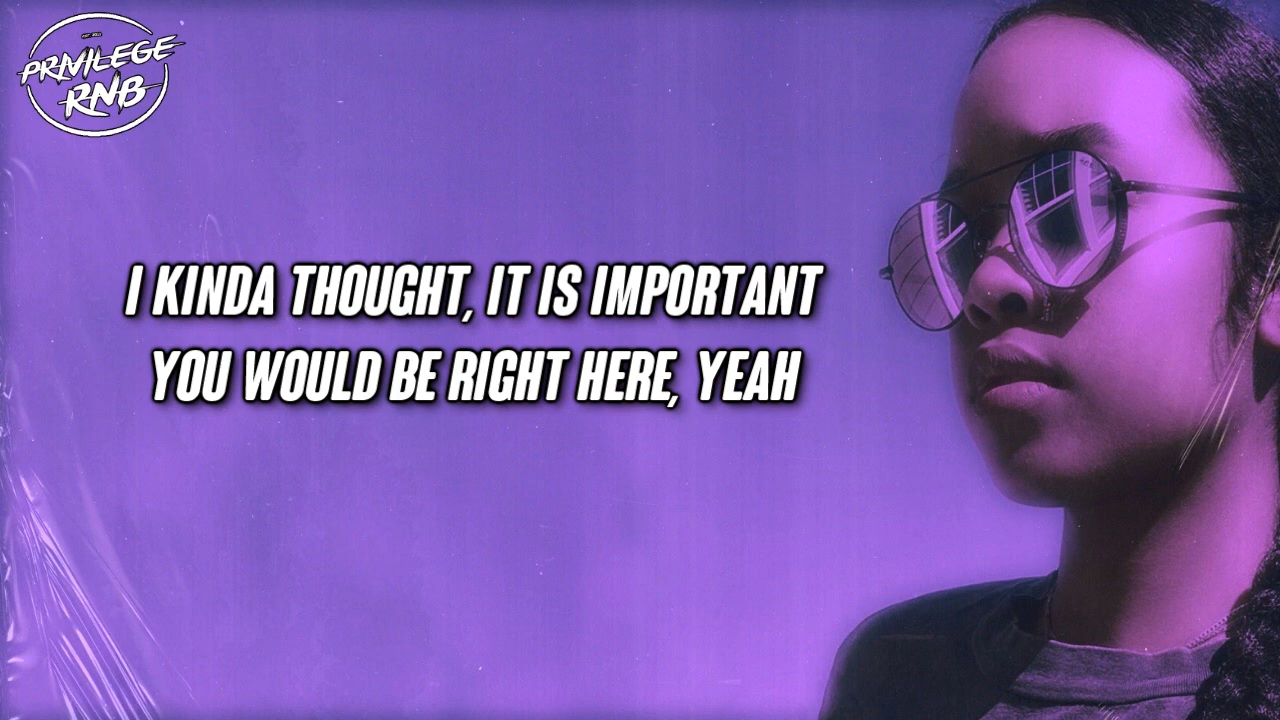 PRIVILEGE
RNB
I KINDA THOUGHT, IT IS IMPORTANT
YOU WOULD BE RIGHT HERE, YEAH